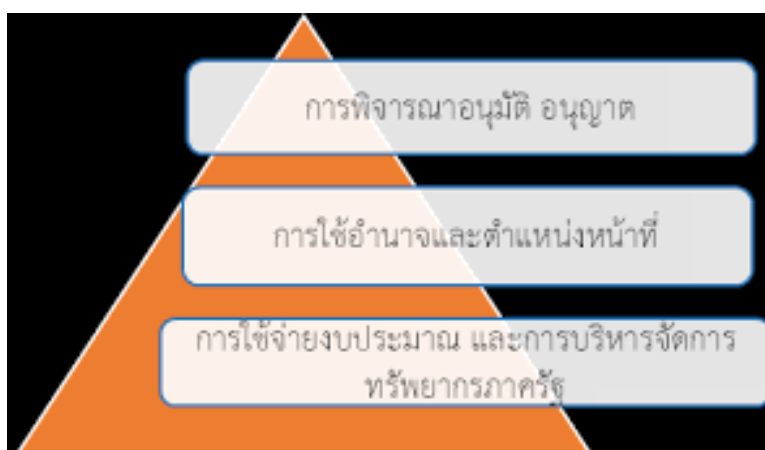 การพิจารณาอนุมัติ อนุญาต
การใช้อำนาจและตำแหน่งหน้าที่
การใช้จ่ายงบประมาณ และการบริหารจัดการ
ทรัพยากรภาครัฐ